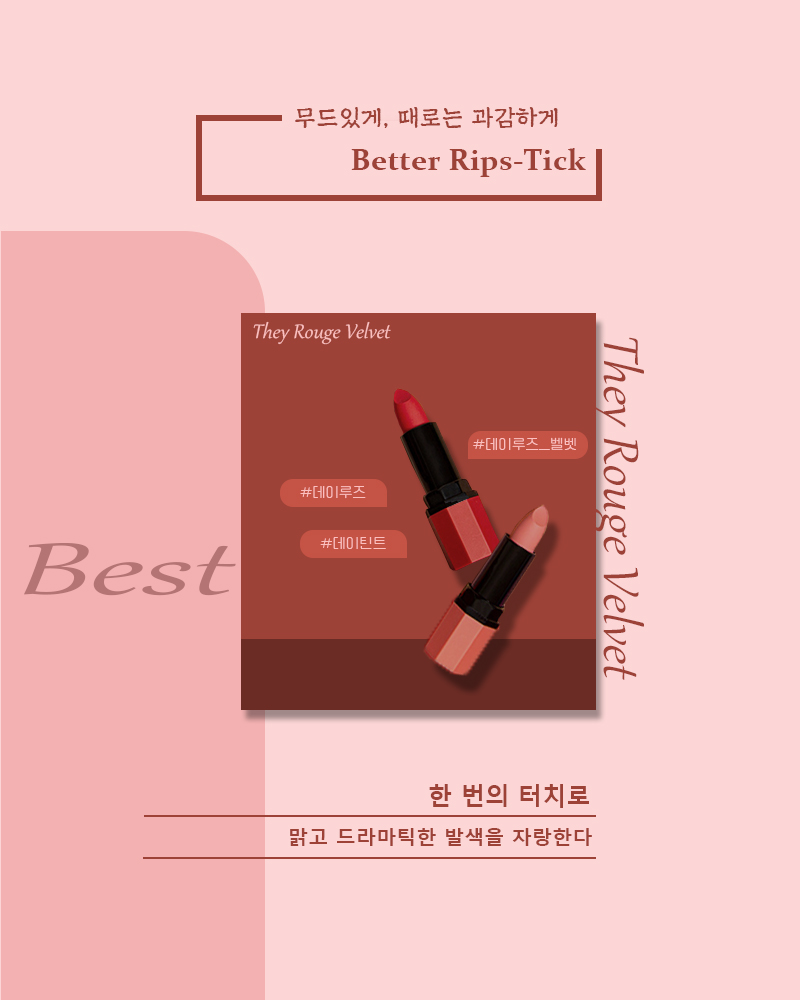 무드있게, 때로는 과감하게
Better Rips-Tick
They Rouge Velvet
#데이루즈_벨벳
#데이루즈
#데이틴트
They Rouge Velvet
Best
한 번의 터치로
맑고 드라마틱한 발색을 자랑한다